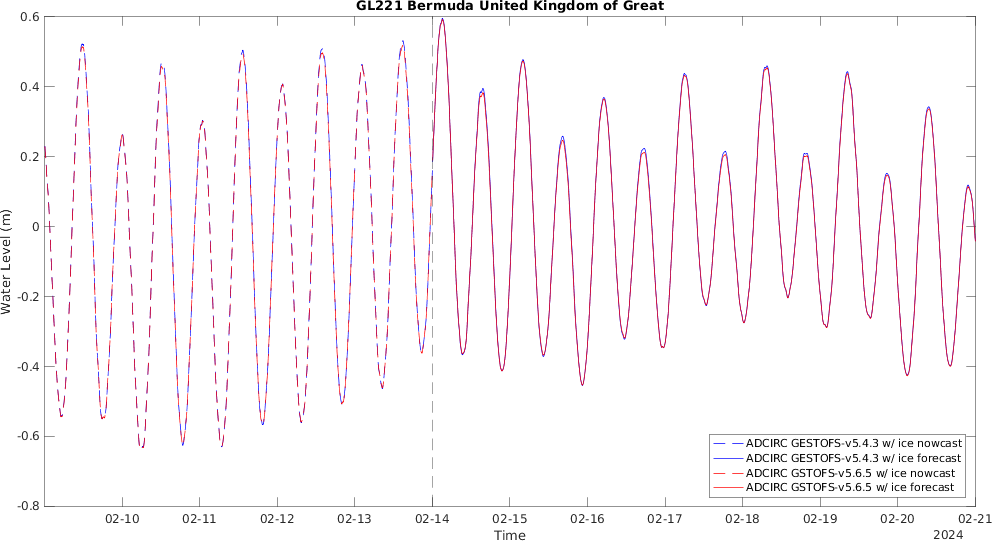 GL221 Bermuda United Kingdom of Great
0.6
0.4
0.2
0
-0.2
-0.4
-0.6
-0.8
Water Level (m)
ADCIRC GESTOFS-v5.4.3 w/ ice nowcast
ADCIRC GESTOFS-v5.4.3 w/ ice forecast
ADCIRC GSTOFS-v5.6.5 w/ ice nowcast
ADCIRC GSTOFS-v5.6.5 w/ ice forecast
02-10 02-11 02-12 02-13 02-14 02-15 02-16 02-17 02-18 02-19 02-20 02-21
Time
2024